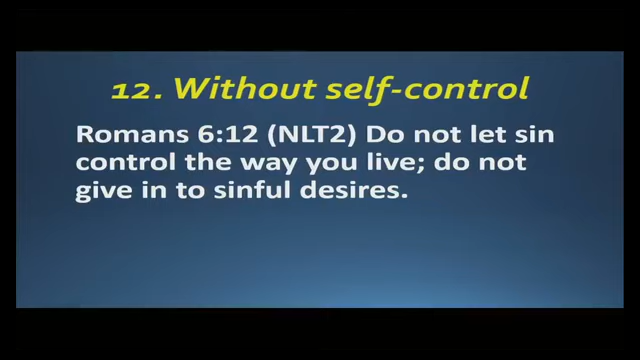 12. Without self-control
Romans 6:12 (NLT2) Do not let sin
control the way you live; do not
give in to sinful desires.